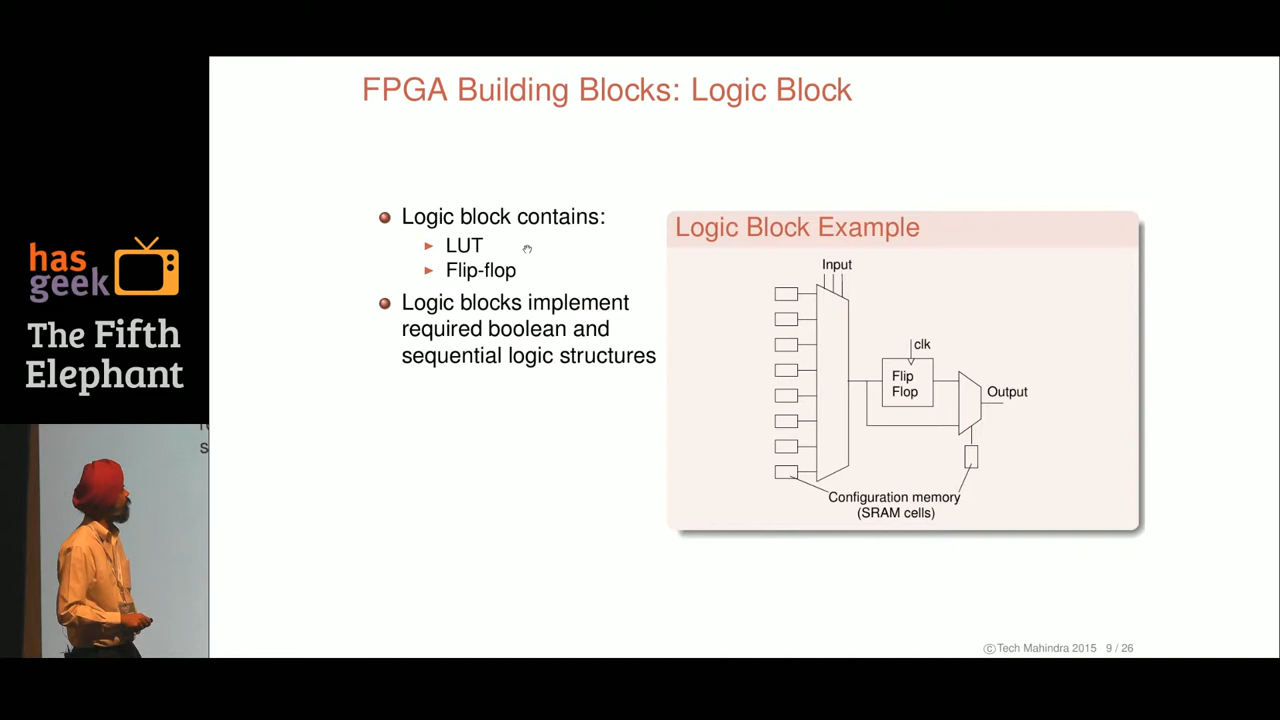 FPGA Building Blocks: Logic Block
has
geek
The Fifth
Elephant
Logic block contains:
LUT
Flip-flop
Logic blocks implement
required boolean and
sequential logic structures
Logic Block Example
Input
clk
Flip
Flop
Output
Configuration memory
(SRAM cells)
©Tech Mahindra 2015 9 / 26